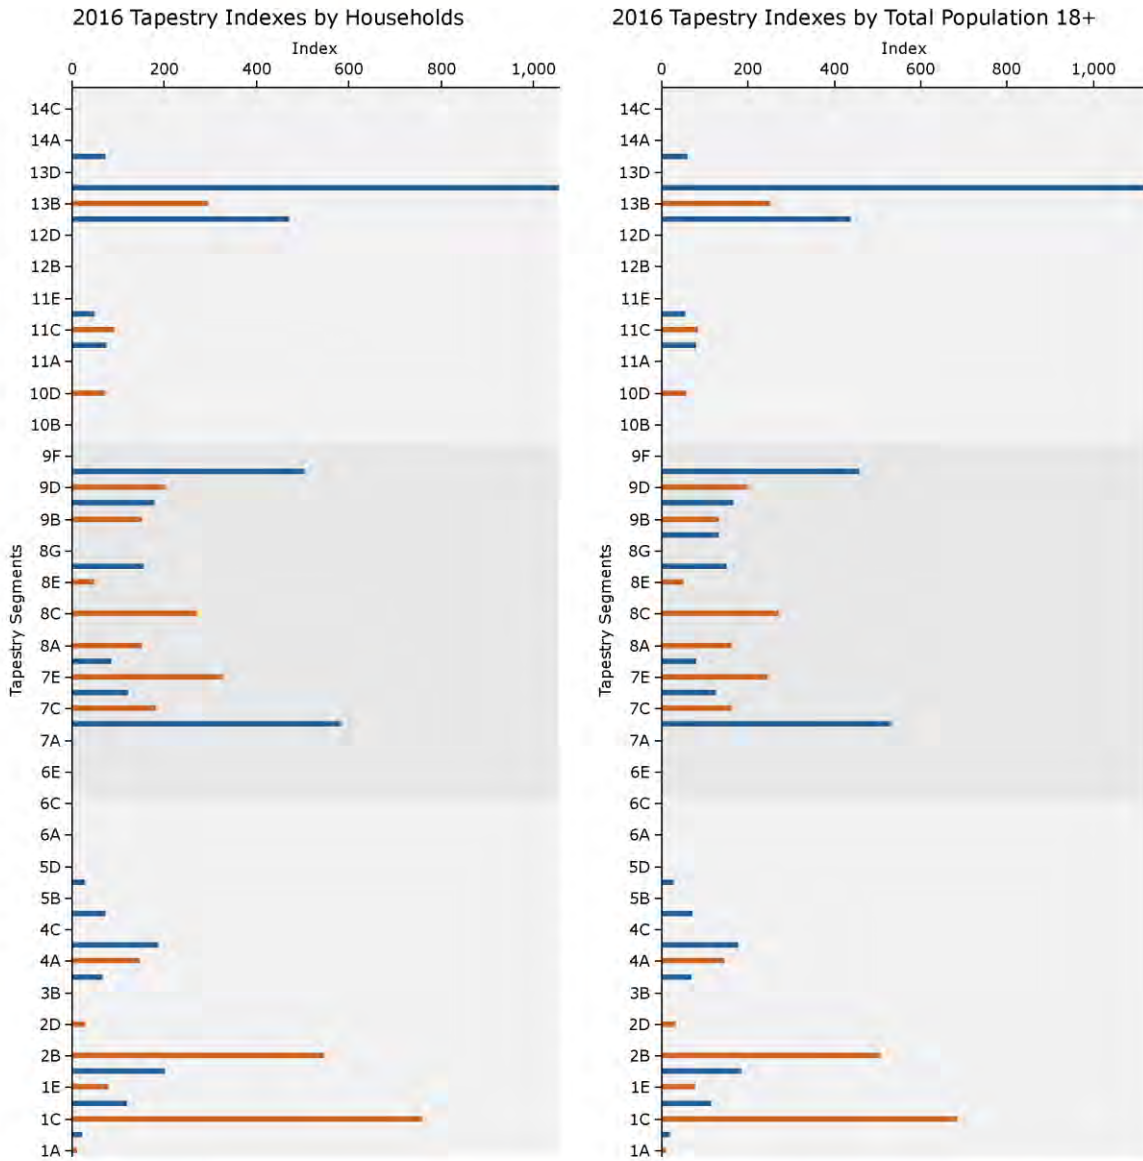 2016 Tapestry Indexes by Households
Index
0 200 400 600 800 1,000
14C
14A
13D
13B
12D
12B
11E
11C
11A
10D
10B
9F
9D
9B
8G
8E
8C
8A
7E
7C
7A
6E
6C
6A
5D
5B
4C
4A
3B
2D
2B
1E
1C
1A
Tapestry Segments
2016 Tapestry Indexes by Total Population 18+
Index
0 200 400 600 800 1,000
14C
14A
13D
13B
12D
12B
11E
11C
11A
10D
10B
9F
9D
9B
8G
8E
8C
8A
7E
7C
7A
6E
6C
6A
5D
5B
4C
4A
3B
2D
2B
1E
1C
1A
Tapestry Segments